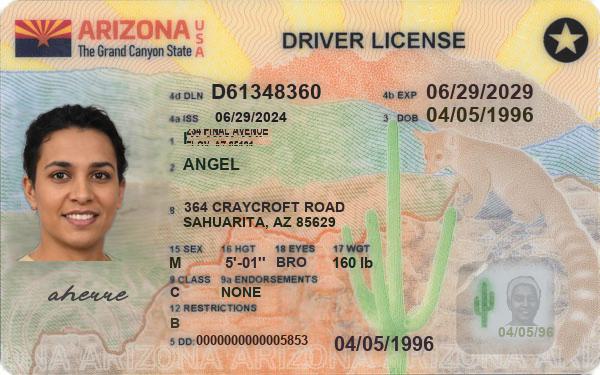 ARIZONA USA
The Grand Canyon State
DRIVER LICENSE
4d DLN D61348360
4b EXP 06/29/2029
4a ISS 06/29/2024
3 DOB 04/05/1996
1
2 ANGEL
8 364 CRAYCROFT ROAD
SAHUARITA, AZ 85629
15 SEX 16 HGT 18 EYES 17 WGT
M 5'-01" BRO 160 lb
9 CLASS 9a ENDORSEMENTS
C NONE
12 RESTRICTIONS
B
5 DD: 0000000000005853
04/05/1996
aherre
04/05/96
ARIZONA ARIZONA ARIZONA ARIZONA